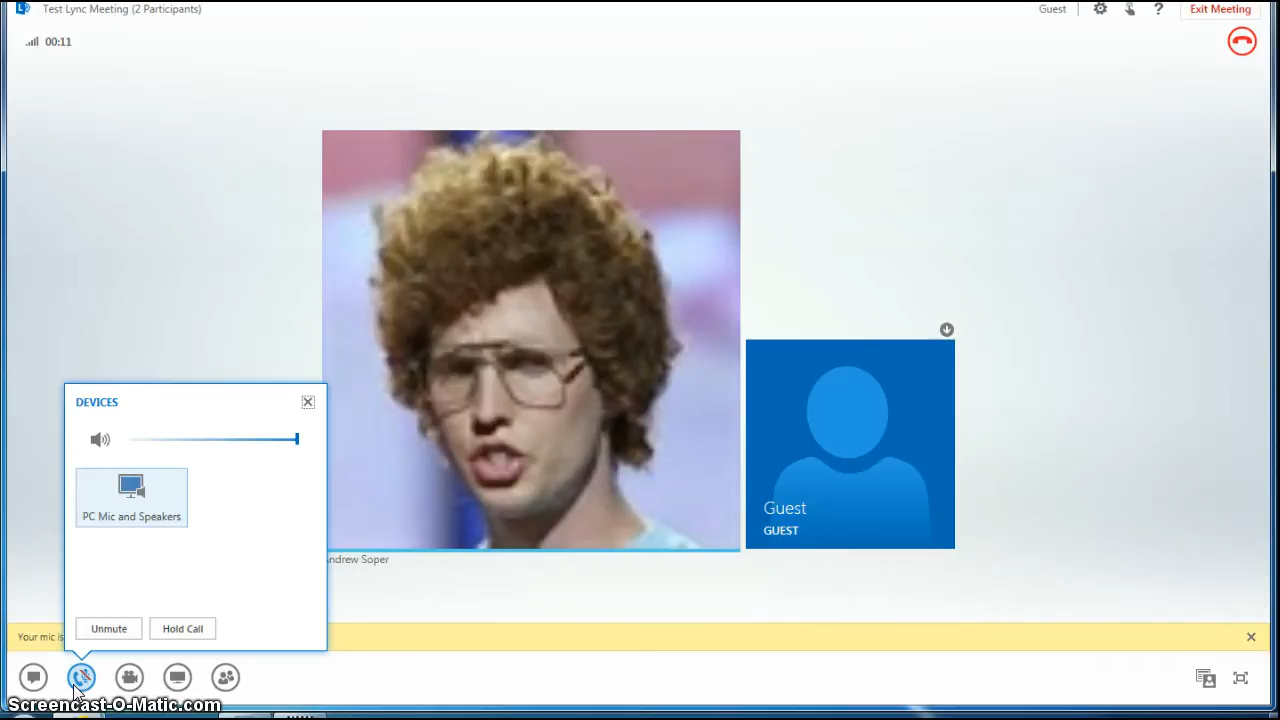 Test Lync Meeting (2 Participants)
Guest
?
Exit Meeting
00:11
DEVICES
PC Mic and Speakers
Guest
GUEST
ndrew Soper
Unmute
Hold Call
Your mic is
Screencast-O-Matic.com